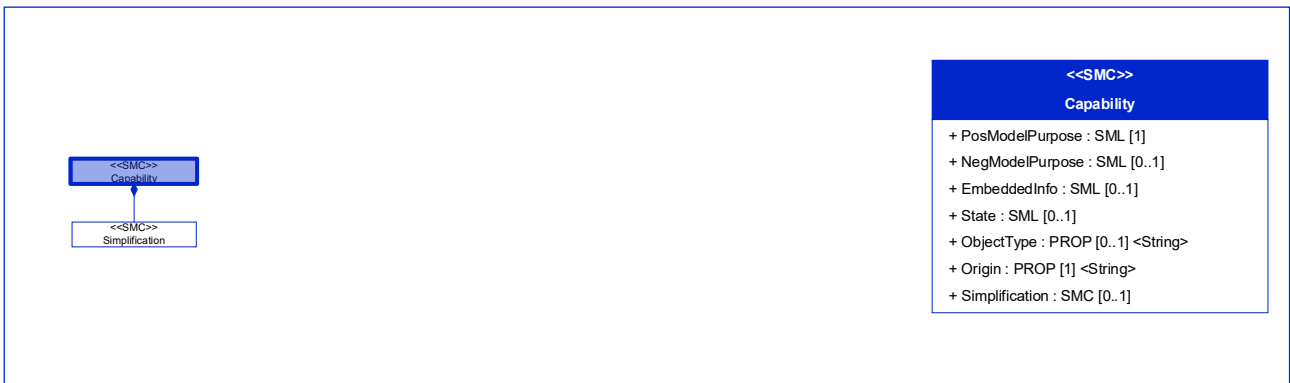 <<SMC>>
Capability
<<SMC>>
Simplification
<<SMC>>
Capability
+ PosModelPurpose : SML [1]
+ NegModelPurpose : SML [0..1]
+ EmbeddedInfo : SML [0..1]
+ State : SML [0..1]
+ ObjectType : PROP [0..1] <String>
+ Origin : PROP [1] <String>
+ Simplification : SMC [0..1]